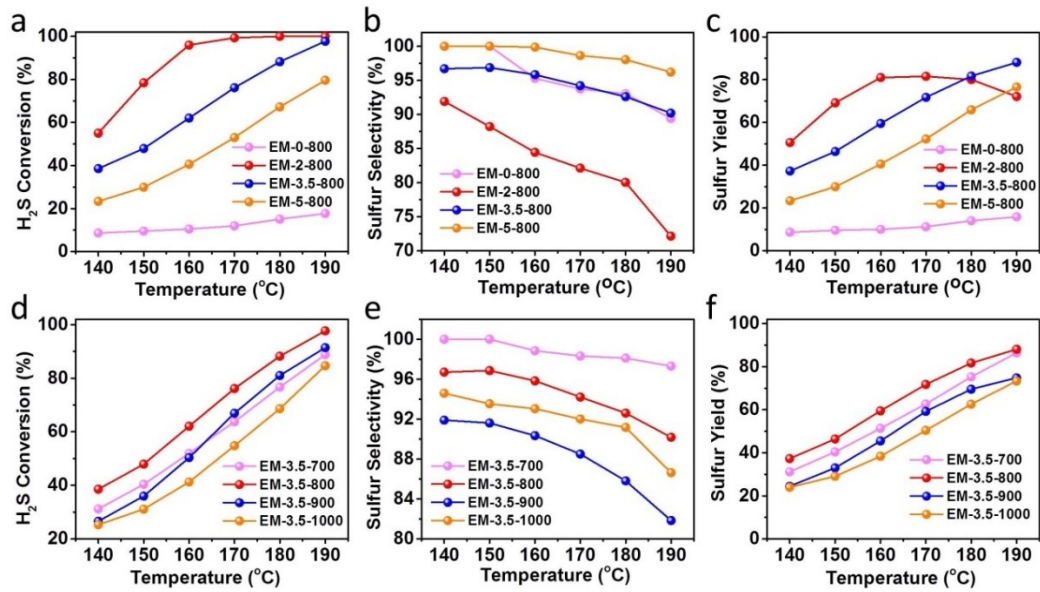 a
100
80
60
40
20
0
H₂S Conversion (%)
EM-0-800
EM-2-800
EM-3.5-800
EM-5-800
140 150 160 170 180 190
Temperature (°C)
b
100
95
90
85
80
75
70
Sulfur Selectivity (%)
EM-0-800
EM-2-800
EM-3.5-800
EM-5-800
140 150 160 170 180 190
Temperature (°C)
c
100
80
60
40
20
0
Sulfur Yield (%)
EM-0-800
EM-2-800
EM-3.5-800
EM-5-800
140 150 160 170 180 190
Temperature (°C)
d
100
80
60
40
20
H₂S Conversion (%)
EM-3.5-700
EM-3.5-800
EM-3.5-900
EM-3.5-1000
140 150 160 170 180 190
Temperature (°C)
e
100
96
92
88
84
80
Sulfur Selectivity (%)
EM-3.5-700
EM-3.5-800
EM-3.5-900
EM-3.5-1000
140 150 160 170 180 190
Temperature (°C)
f
100
80
60
40
20
0
Sulfur Yield (%)
EM-3.5-700
EM-3.5-800
EM-3.5-900
EM-3.5-1000
140 150 160 170 180 190
Temperature (°C)